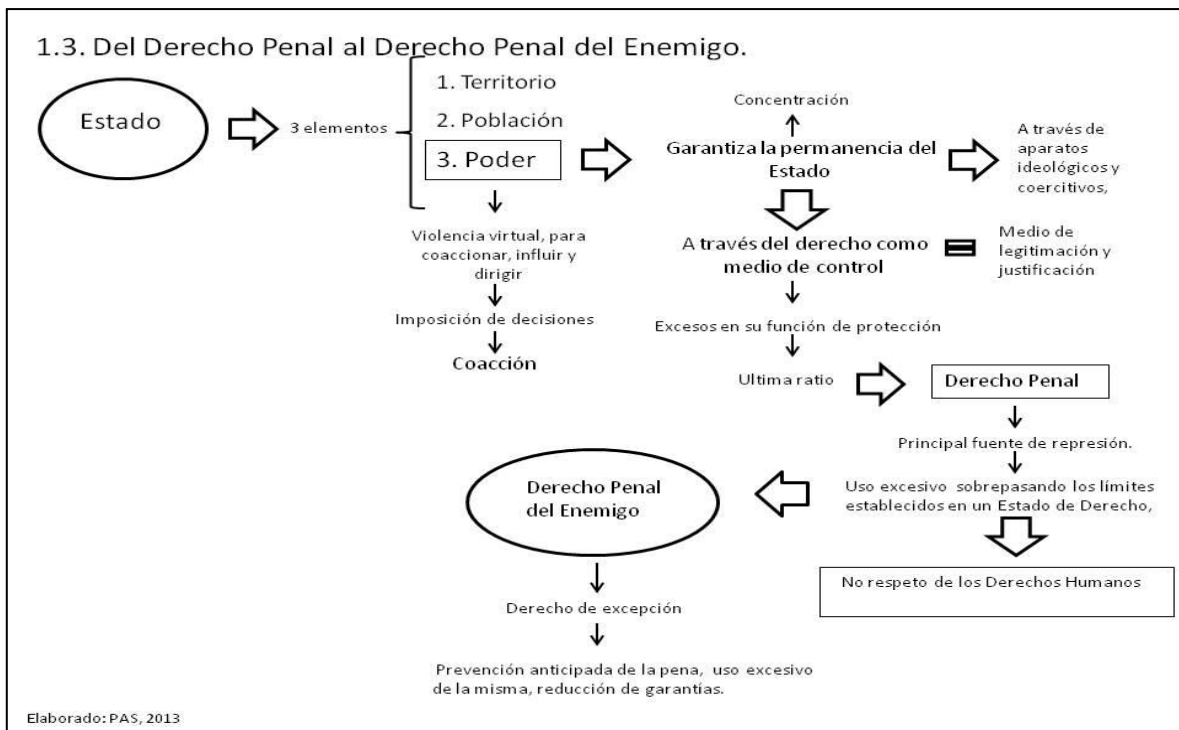 1.3. Del Derecho Penal al Derecho Penal del Enemigo.
Estado
3 elementos
1. Territorio
2. Población
3. Poder
Violencia virtual, para
coaccionar, influir y
dirigir
Imposición de decisiones
Coacción
Concentración
Garantiza la permanencia del
Estado
A través de
aparatos
ideológicos y
coercitivos,
A través del derecho como
medio de control
Medio de
legitimación y
justificación
Excesos en su función de protección
Ultima ratio
Derecho Penal
Principal fuente de represión.
Uso excesivo sobrepasando los límites
establecidos en un Estado de Derecho,
No respeto de los Derechos Humanos
Derecho Penal
del Enemigo
Derecho de excepción
Prevención anticipada de la pena, uso excesivo
de la misma, reducción de garantías.
Elaborado: PAS, 2013